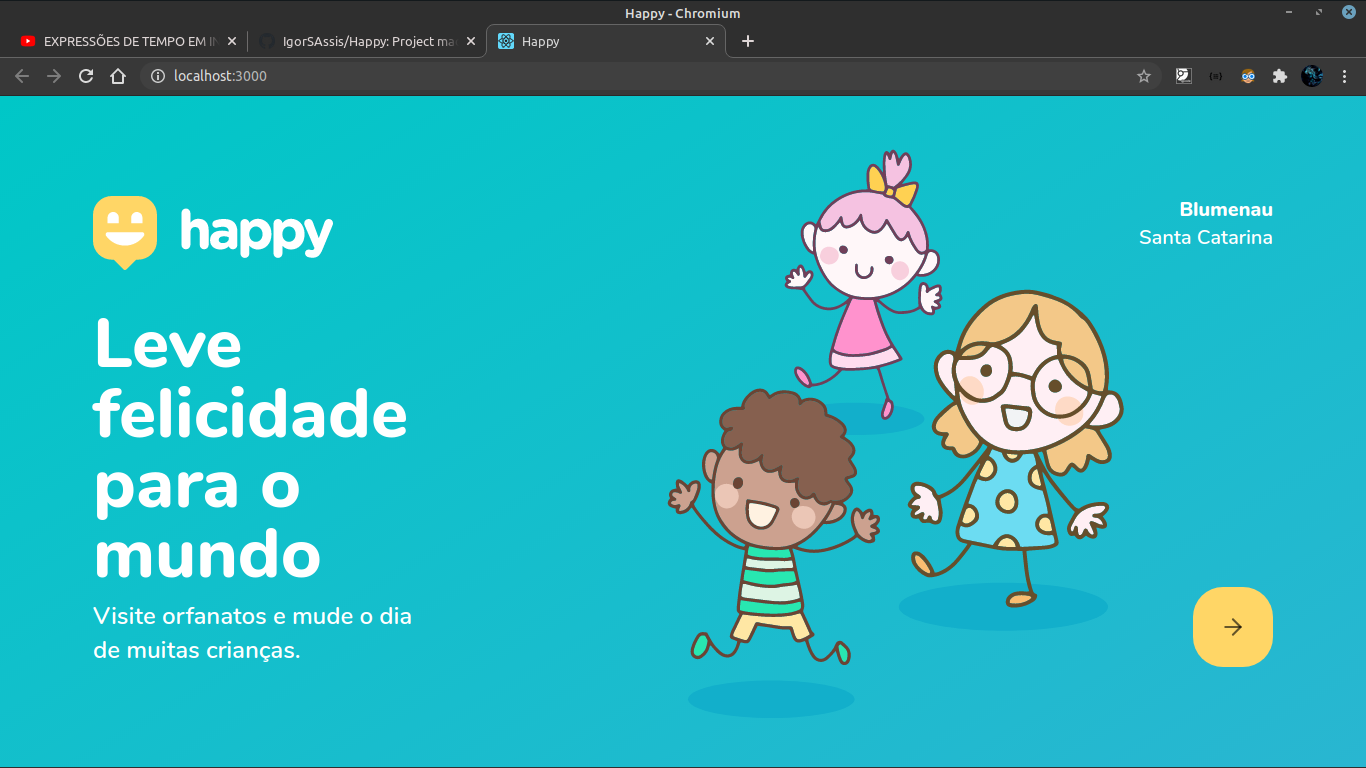 Happy - Chromium
EXPRESSÕES DE TEMPO EM IN
IgorSAssis/Happy: Project ma
Happy
localhost:3000
happy
Blumenau
Santa Catarina
Leve
felicidade
para o
mundo
Visite orfanatos e mude o dia
de muitas crianças.